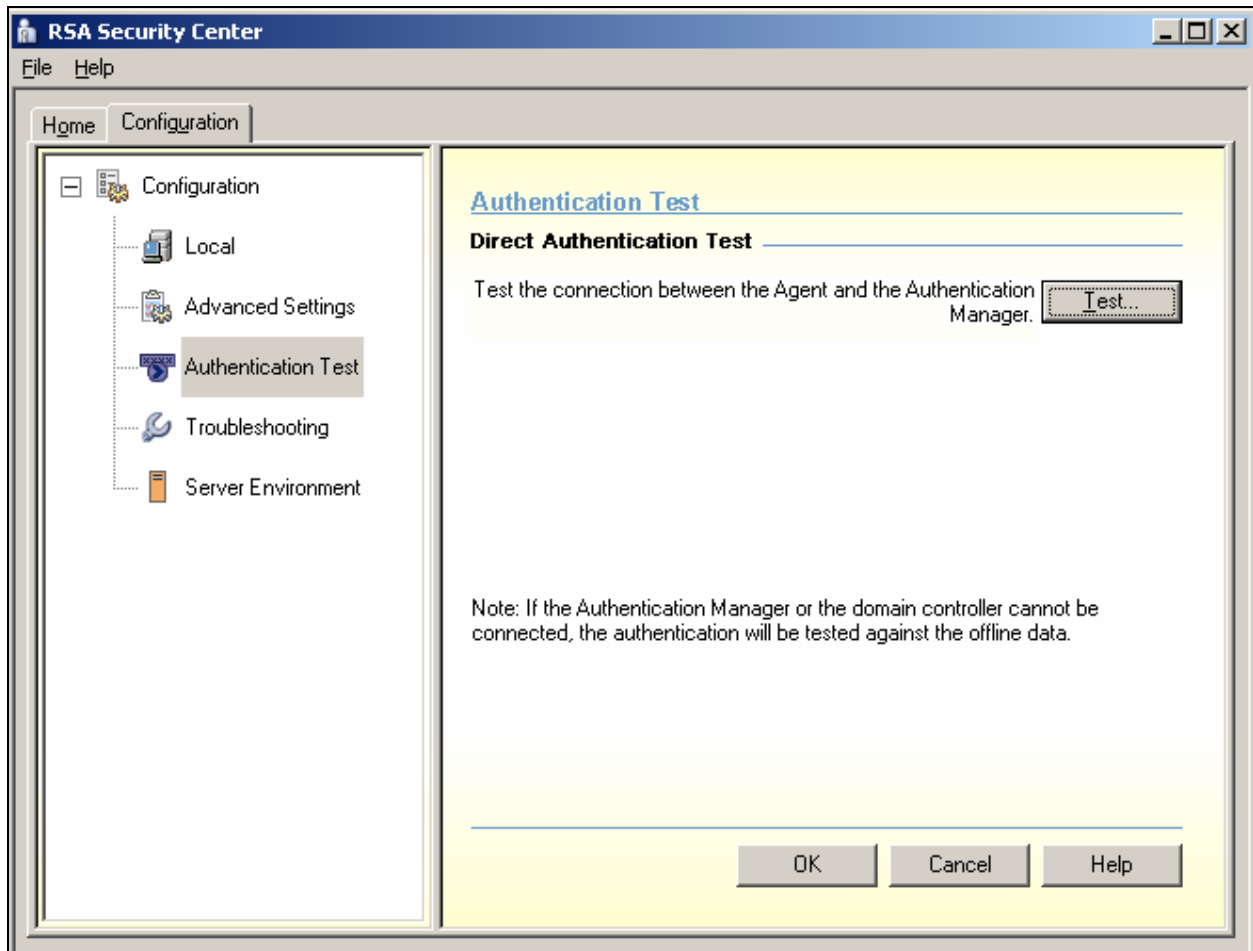 RSA Security Center
File Help
Home Configuration
Configuration
Local
Advanced Settings
Authentication Test
Troubleshooting
Server Environment
Authentication Test
Direct Authentication Test
Test the connection between the Agent and the Authentication
Manager.
Test...
Note: If the Authentication Manager or the domain controller cannot be
connected, the authentication will be tested against the offline data.
OK Cancel Help